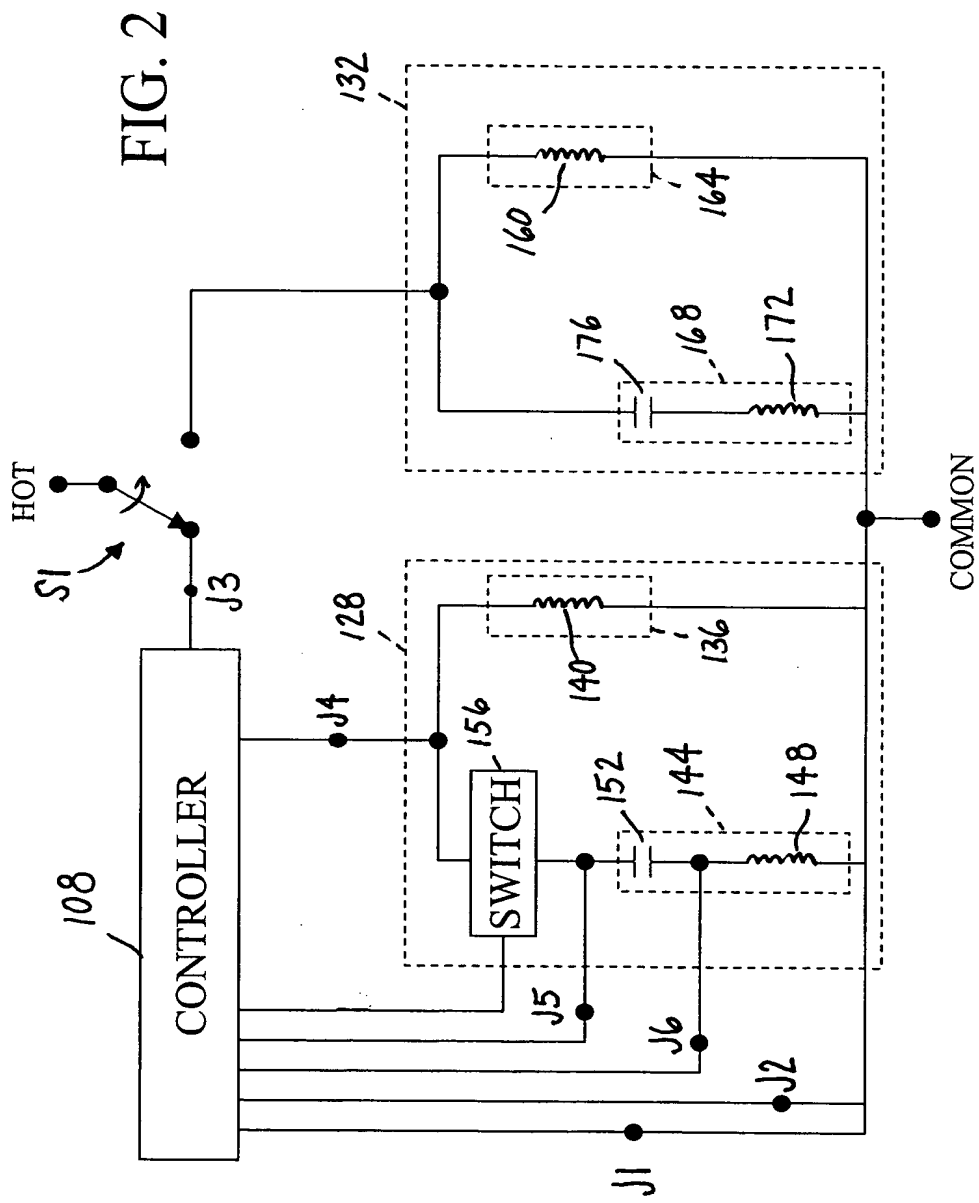 FIG. 2
HOT
S1
J3
108
CONTROLLER
J4
128
132
156
SWITCH
140
136
160
164
152
144
148
176
168
172
J5
J6
J2
J1
COMMON